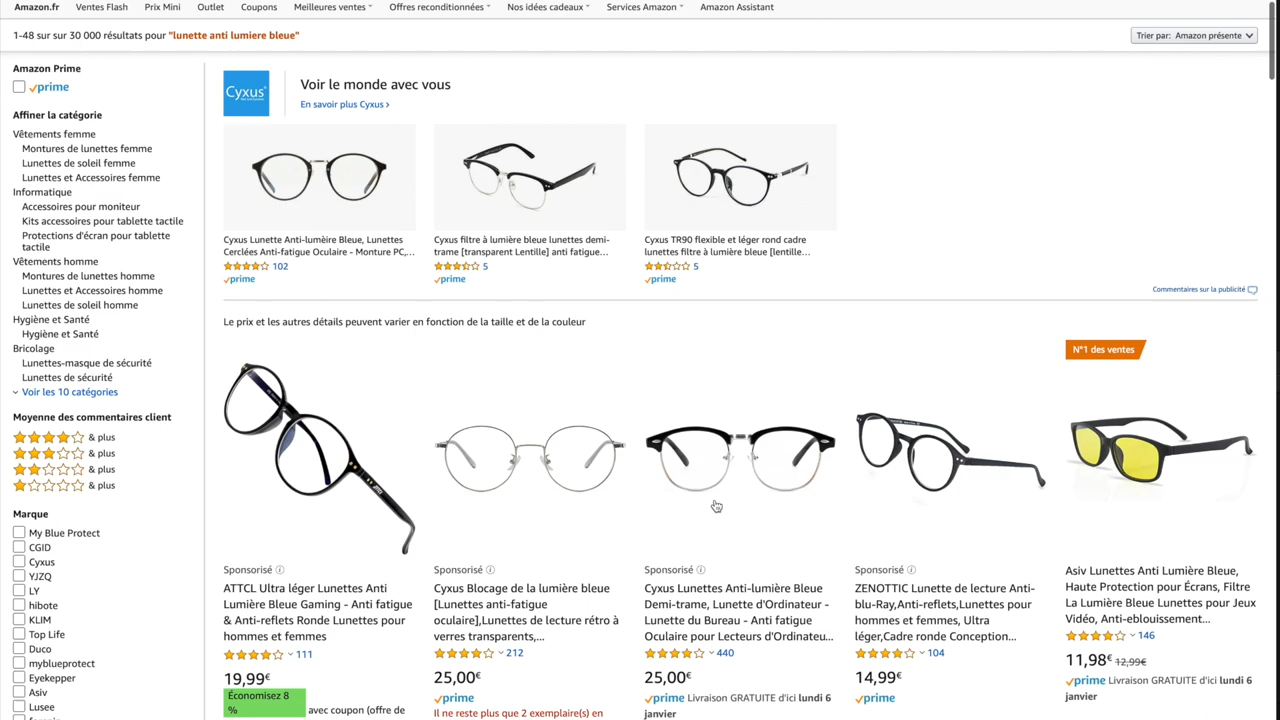 Amazon.fr Ventes Flash Prix Mini Outlet Coupons Meilleures ventes Offres reconditionnées Nos idées cadeaux Services Amazon Amazon Assistant
1-48 sur sur 30 000 résultats pour "lunette anti lumiere bleue"
Trier par: Amazon présente
Amazon Prime
prime
Affiner la catégorie
Vêtements femme
Montures de lunettes femme
Lunettes de soleil femme
Lunettes et Accessoires femme
Informatique
Accessoires pour moniteur
Kits accessoires pour tablette tactile
Protections d'écran pour tablette
tactile
Vêtements homme
Montures de lunettes homme
Lunettes et Accessoires homme
Lunettes de soleil homme
Hygiène et Santé
Hygiène et Santé
Bricolage
Lunettes-masque de sécurité
Lunettes de sécurité
Voir les 10 catégories
Moyenne des commentaires client
& plus
& plus
& plus
& plus
Marque
My Blue Protect
CGID
Cyxus
YJZQ
LY
hibote
KLIM
Top Life
Duco
myblueprotect
Eyekepper
Asiv
Lusee
Cyxus
Voir le monde avec vous
En savoir plus Cyxus ›
Cyxus Lunette Anti-lumèire Bleue, Lunettes
Cerclées Anti-fatigue Oculaire - Monture PC,...
102
prime
Cyxus filtre à lumière bleue lunettes demi-
trame [transparent Lentille] anti fatigue...
5
prime
Cyxus TR90 flexible et léger rond cadre
lunettes filtre à lumière bleue [lentille...
5
prime
Commentaires sur la publicité
Le prix et les autres détails peuvent varier en fonction de la taille et de la couleur
Sponsorisé
ATTCL Ultra léger Lunettes Anti
Lumière Bleue Gaming - Anti fatigue
& Anti-reflets Ronde Lunettes pour
hommes et femmes
111
19,99€
Économisez 8
%
avec coupon (offre de
Sponsorisé
Cyxus Blocage de la lumière bleue
[Lunettes anti-fatigue
oculaire],Lunettes de lecture rétro à
verres transparents,...
212
25,00€
prime
Il ne reste plus que 2 exemplaire(s) en
Sponsorisé
Cyxus Lunettes Anti-lumière Bleue
Demi-trame, Lunette d'Ordinateur -
Lunette du Bureau - Anti fatigue
Oculaire pour Lecteurs d'Ordinateu...
440
25,00€
prime Livraison GRATUITE d'ici lundi 6
janvier
Sponsorisé
ZENOTTIC Lunette de lecture Anti-
blu-Ray,Anti-reflets,Lunettes pour
hommes et femmes, Ultra
léger,Cadre ronde Conception...
104
14,99€
prime
N°1 des ventes
Asiv Lunettes Anti Lumière Bleue,
Haute Protection pour Écrans, Filtre
La Lumière Bleue Lunettes pour Jeux
Vidéo, Anti-éblouissement...
146
11,98€ 12,99€
prime Livraison GRATUITE d'ici lundi 6
janvier